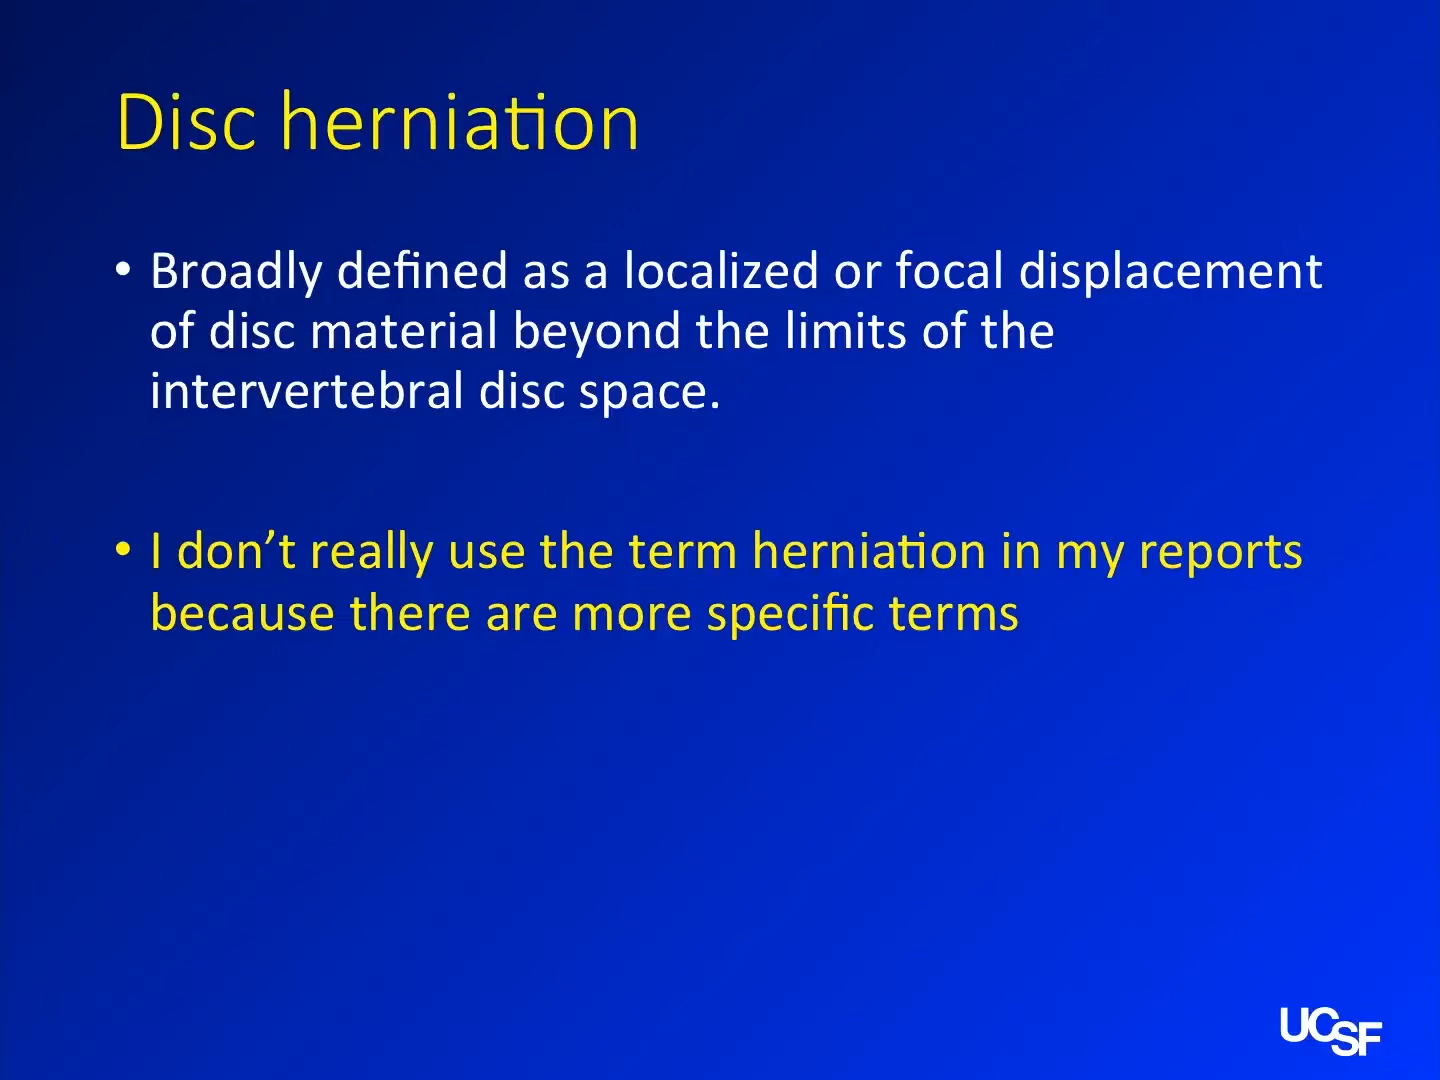 Disc herniation
• Broadly defined as a localized or focal displacement
of disc material beyond the limits of the
intervertebral disc space.
• I don’t really use the term herniation in my reports
because there are more specific terms
UCSF